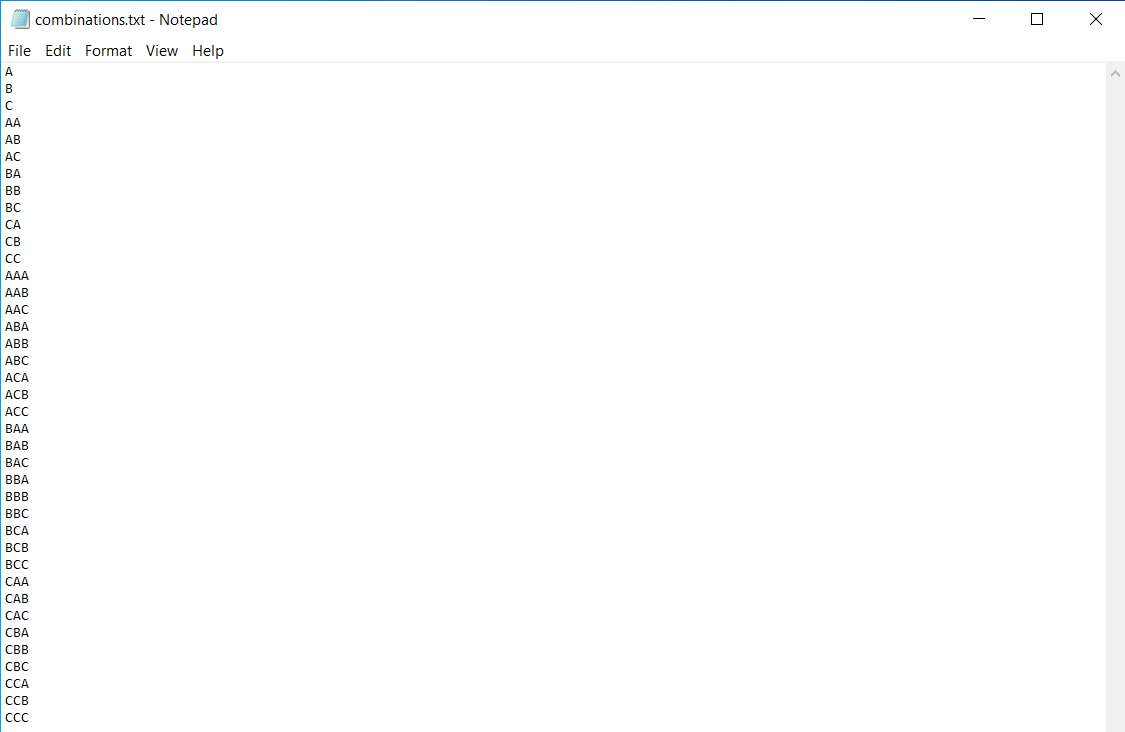 combinations.txt - Notepad
File Edit Format View Help
A
B
C
AA
AB
AC
BA
BB
BC
CA
CB
CC
AAA
AAB
AAC
ABA
ABB
ABC
ACA
ACB
ACC
BAA
BAB
BAC
BBA
BBB
BBC
BCA
BCB
BCC
CAA
CAB
CAC
CBA
CBB
CBC
CCA
CCB
CCC